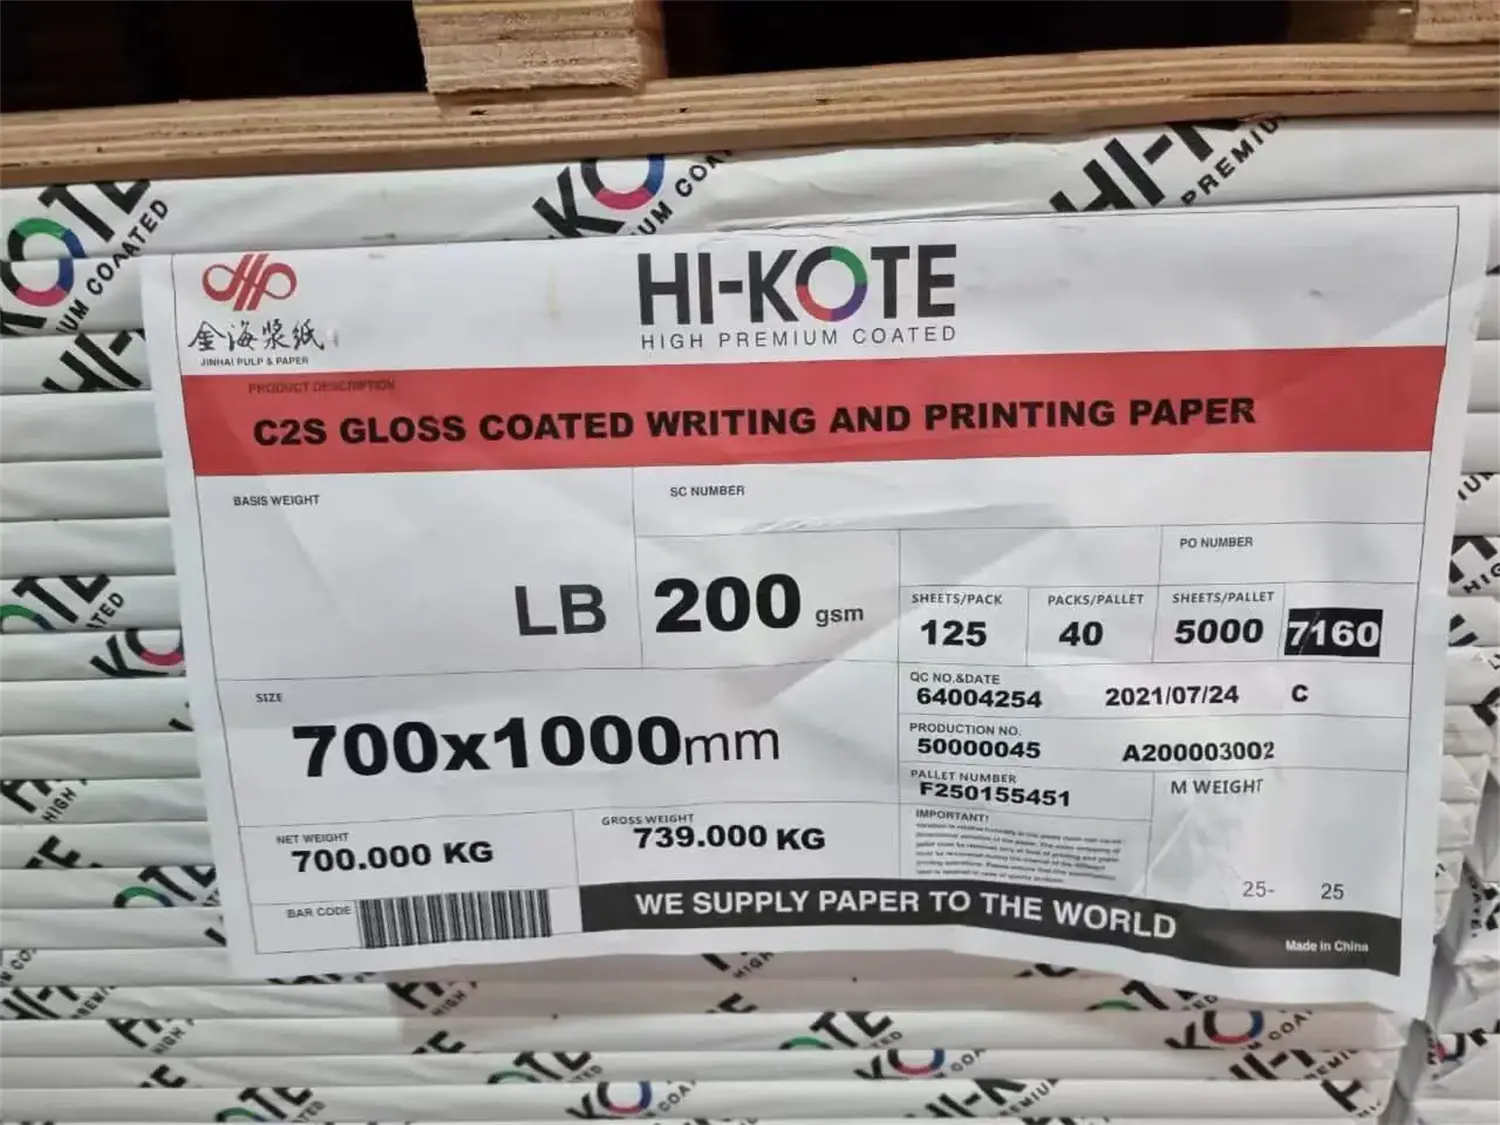 HI-KOTE
HIGH PREMIUM COATED
金海浆纸
JINHAI PULP & PAPER
PRODUCT DESCRIPTION
C2S GLOSS COATED WRITING AND PRINTING PAPER
BASIS WEIGHT
SC NUMBER
LB
200 gsm
PO NUMBER
SHEETS/PACK
125
PACKS/PALLET
40
SHEETS/PALLET
5000
7160
SIZE
700x1000mm
QC NO.&DATE
64004254 2021/07/24 C
PRODUCTION NO.
50000045 A200003002
PALLET NUMBER
F250155451
M WEIGHT
NET WEIGHT
700.000 KG
GROSS WEIGHT
739.000 KG
IMPORTANT!
25- 25
BAR CODE
WE SUPPLY PAPER TO THE WORLD
Made in China